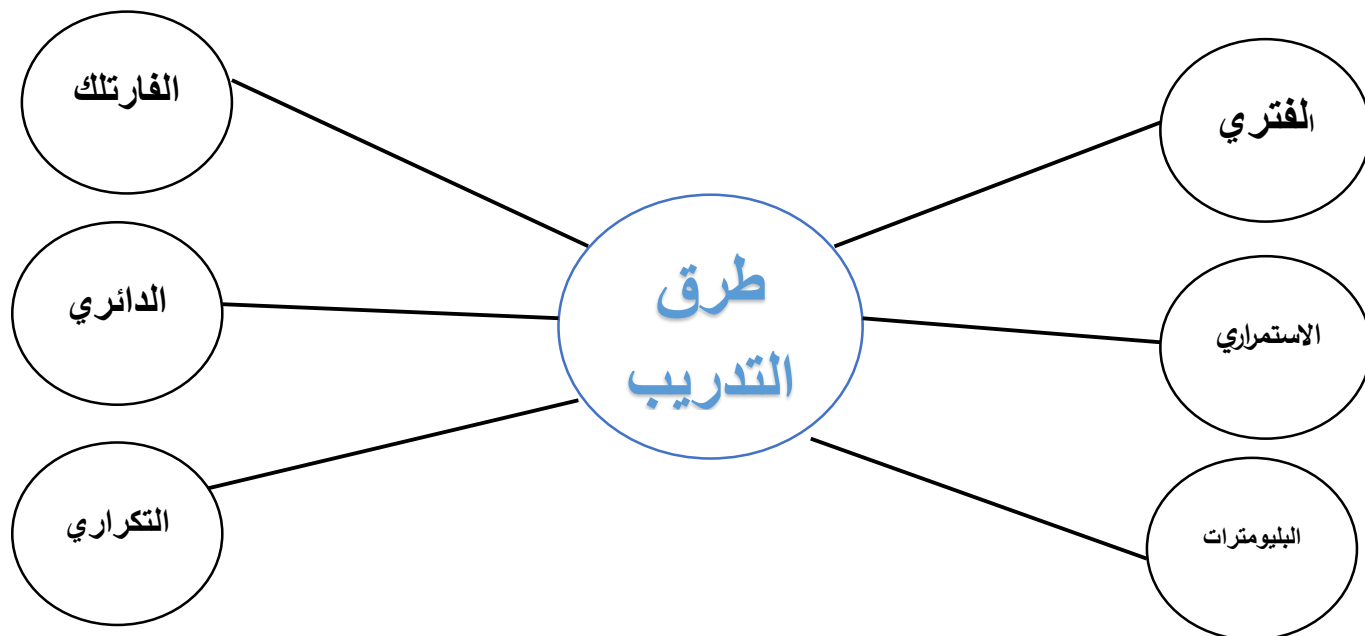 طرق
التدريب
الفتري
الاستمراري
البليومترات
الفارتلك
الدائري
التكراري